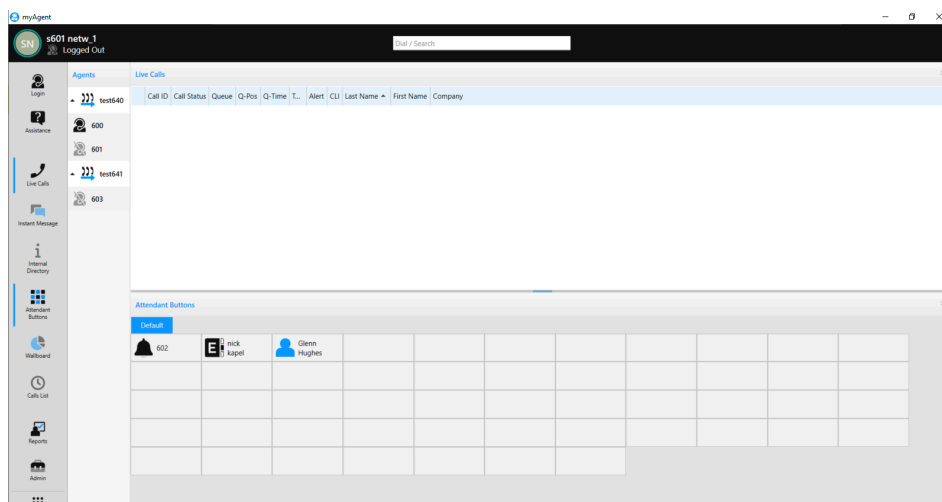 myAgent
SN
s601 netw_1
Logged Out
Dial / Search
Login
Assistance
Live Calls
Instant Message
Internal
Directory
Attendant
Buttons
Wallboard
Calls List
Reports
Admin
Agents
test640
600
601
test641
603
Live Calls
Call ID Call Status Queue Q-Pos Q-Time T... Alert CLI Last Name First Name Company
Attendant Buttons
Default
602
E
nick
kapel
Glenn
Hughes